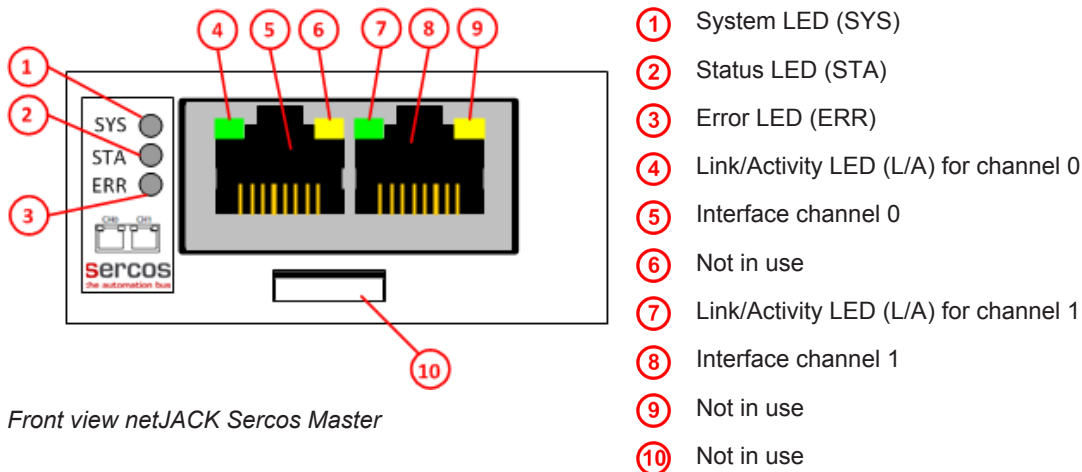 4 5 6 7 8 9
1
2
3
SYS
STA
ERR
CH0 CH1
sercos
the automation bus
10
Front view netJACK Sercos Master
1 System LED (SYS)
2 Status LED (STA)
3 Error LED (ERR)
4 Link/Activity LED (L/A) for channel 0
5 Interface channel 0
6 Not in use
7 Link/Activity LED (L/A) for channel 1
8 Interface channel 1
9 Not in use
10 Not in use